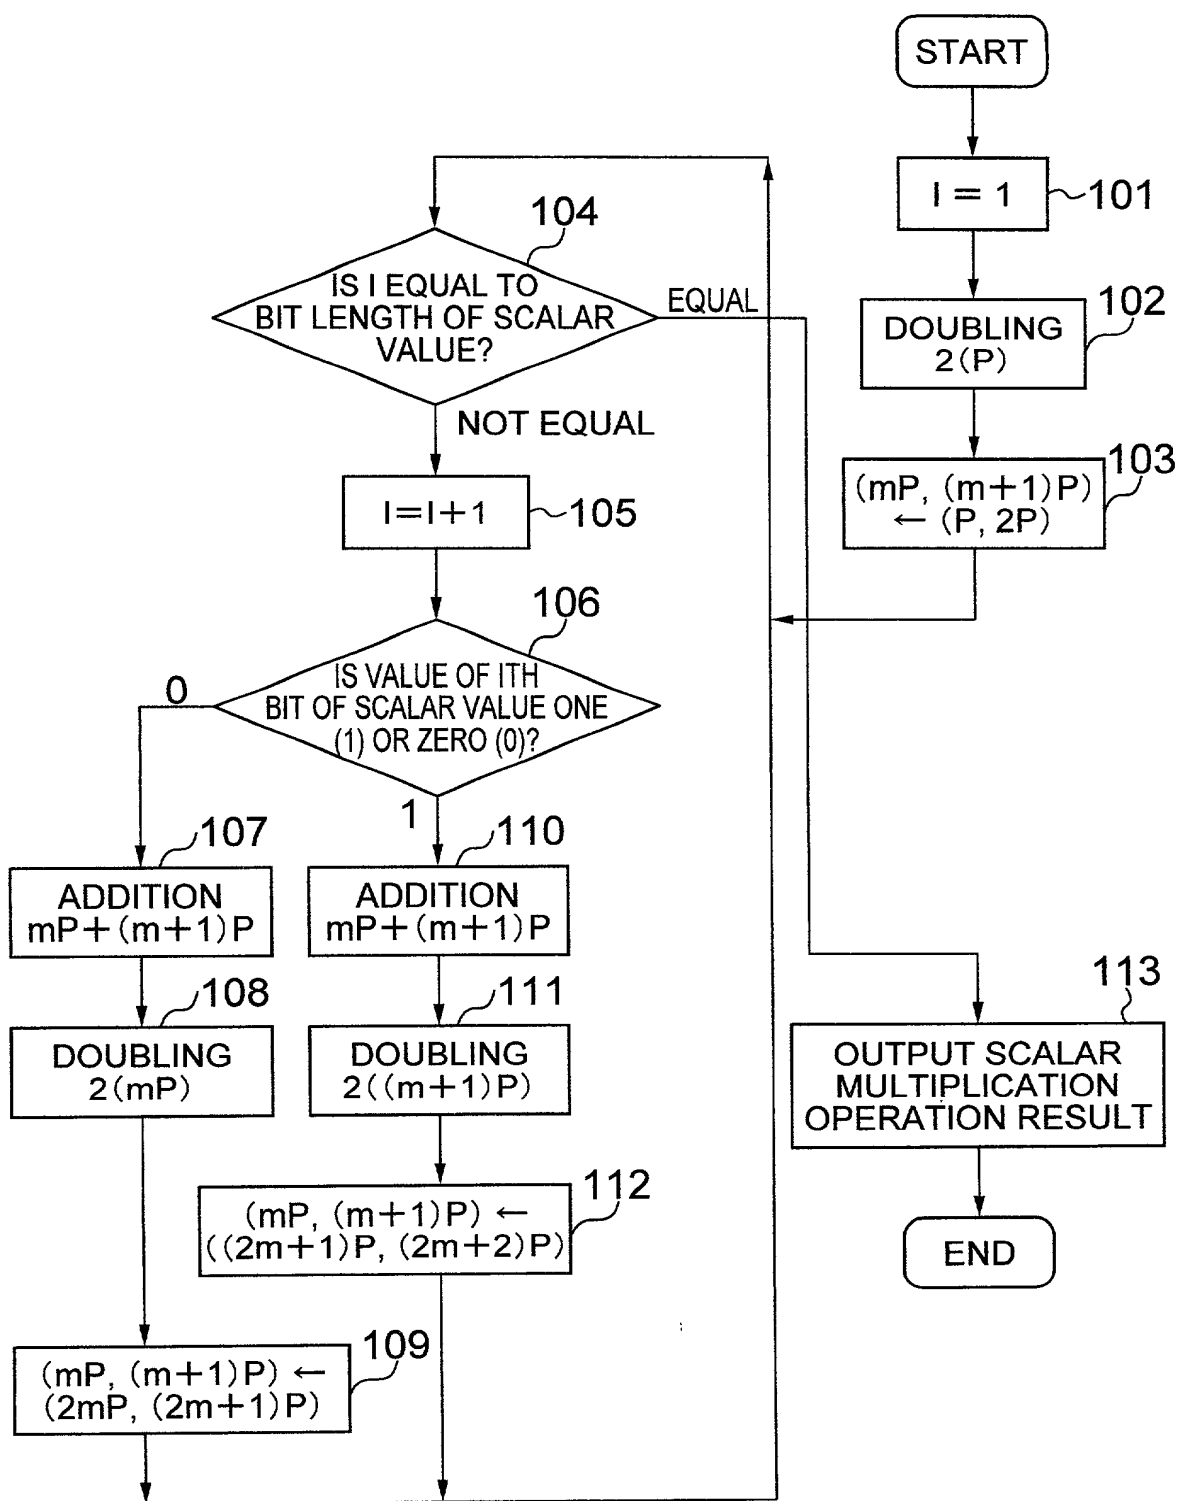 START
I = 1
101
DOUBLING
2(P)
102
(mP, (m+1)P)
← (P, 2P)
103
104
IS I EQUAL TO
BIT LENGTH OF SCALAR
VALUE?
EQUAL
NOT EQUAL
I=I+1
105
106
IS VALUE OF ITH
BIT OF SCALAR VALUE ONE
(1) OR ZERO (0)?
0
1
107
ADDITION
mP+(m+1)P
108
DOUBLING
2(mP)
109
(mP, (m+1)P) ←
(2mP, (2m+1)P)
110
ADDITION
mP+(m+1)P
111
DOUBLING
2((m+1)P)
112
(mP, (m+1)P) ←
((2m+1)P, (2m+2)P)
113
OUTPUT SCALAR
MULTIPLICATION
OPERATION RESULT
END